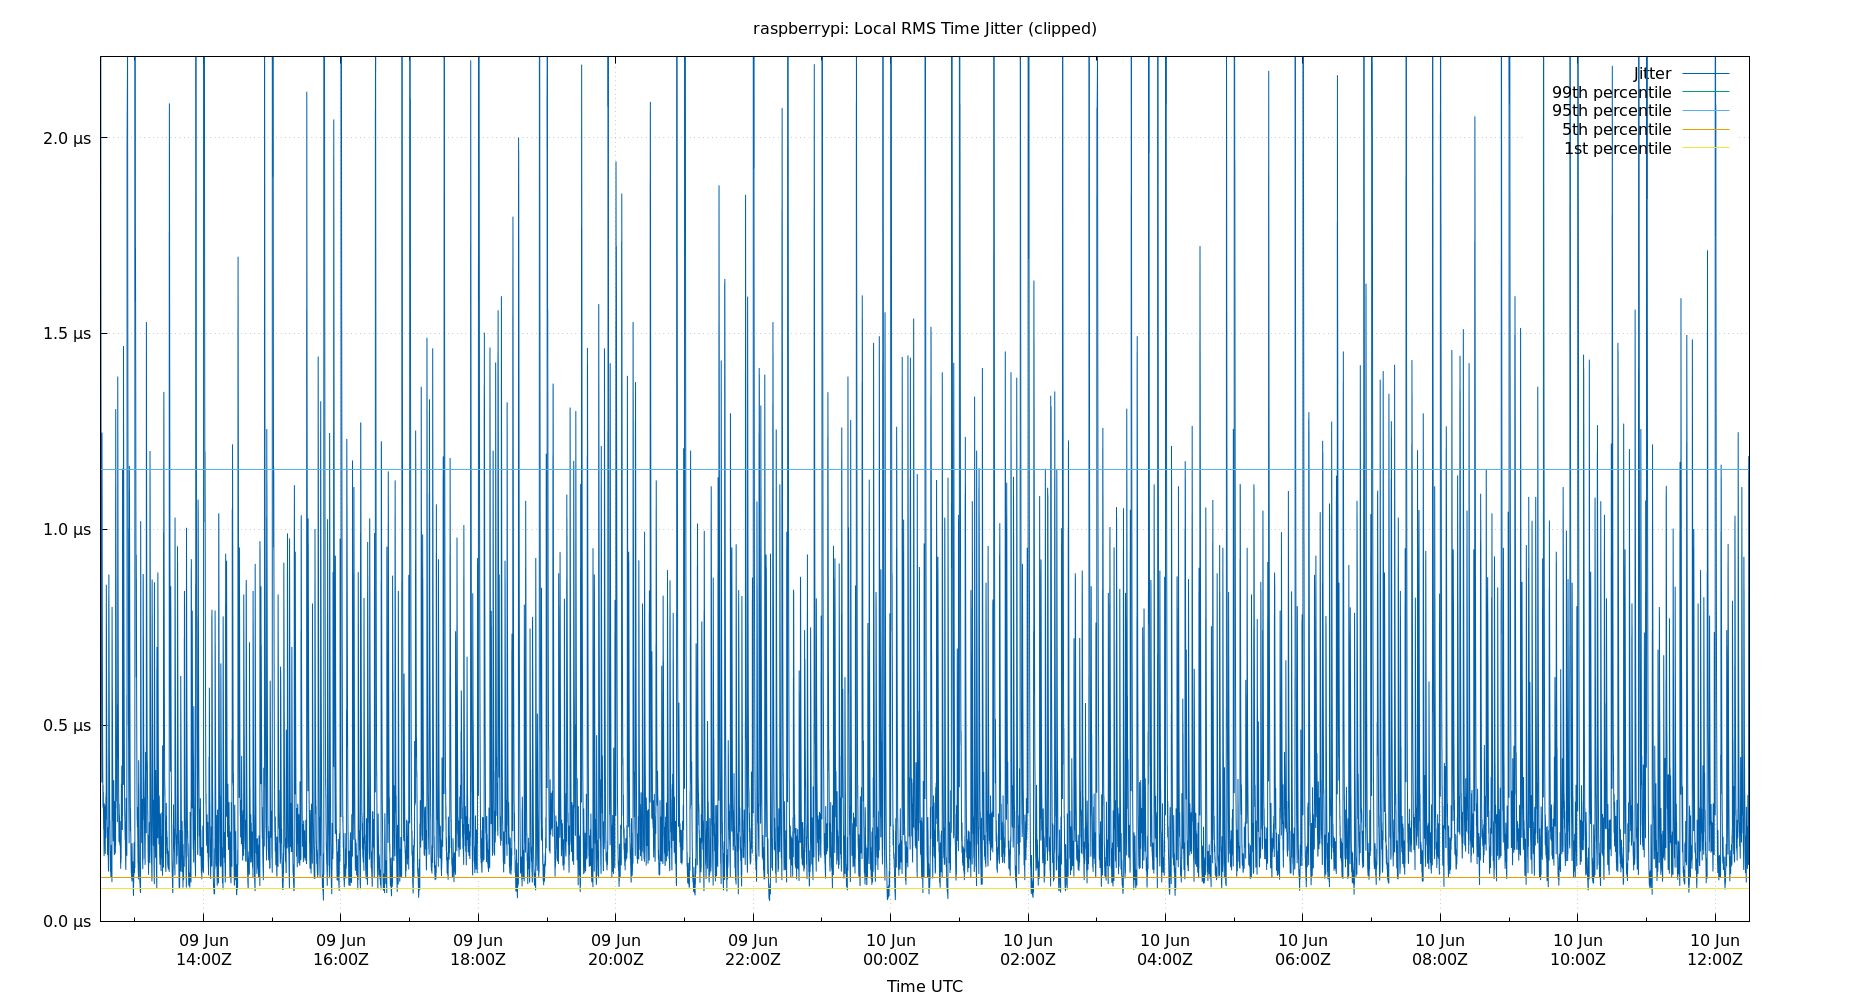 raspberrypi: Local RMS Time Jitter (clipped)
Jitter
99th percentile
95th percentile
5th percentile
1st percentile
2.0 µs
1.5 µs
1.0 µs
0.5 µs
0.0 µs
09 Jun 09 Jun 09 Jun 09 Jun 09 Jun 10 Jun 10 Jun 10 Jun 10 Jun 10 Jun 10 Jun 10 Jun
14:00Z 16:00Z 18:00Z 20:00Z 22:00Z 00:00Z 02:00Z 04:00Z 06:00Z 08:00Z 10:00Z 12:00Z
Time UTC